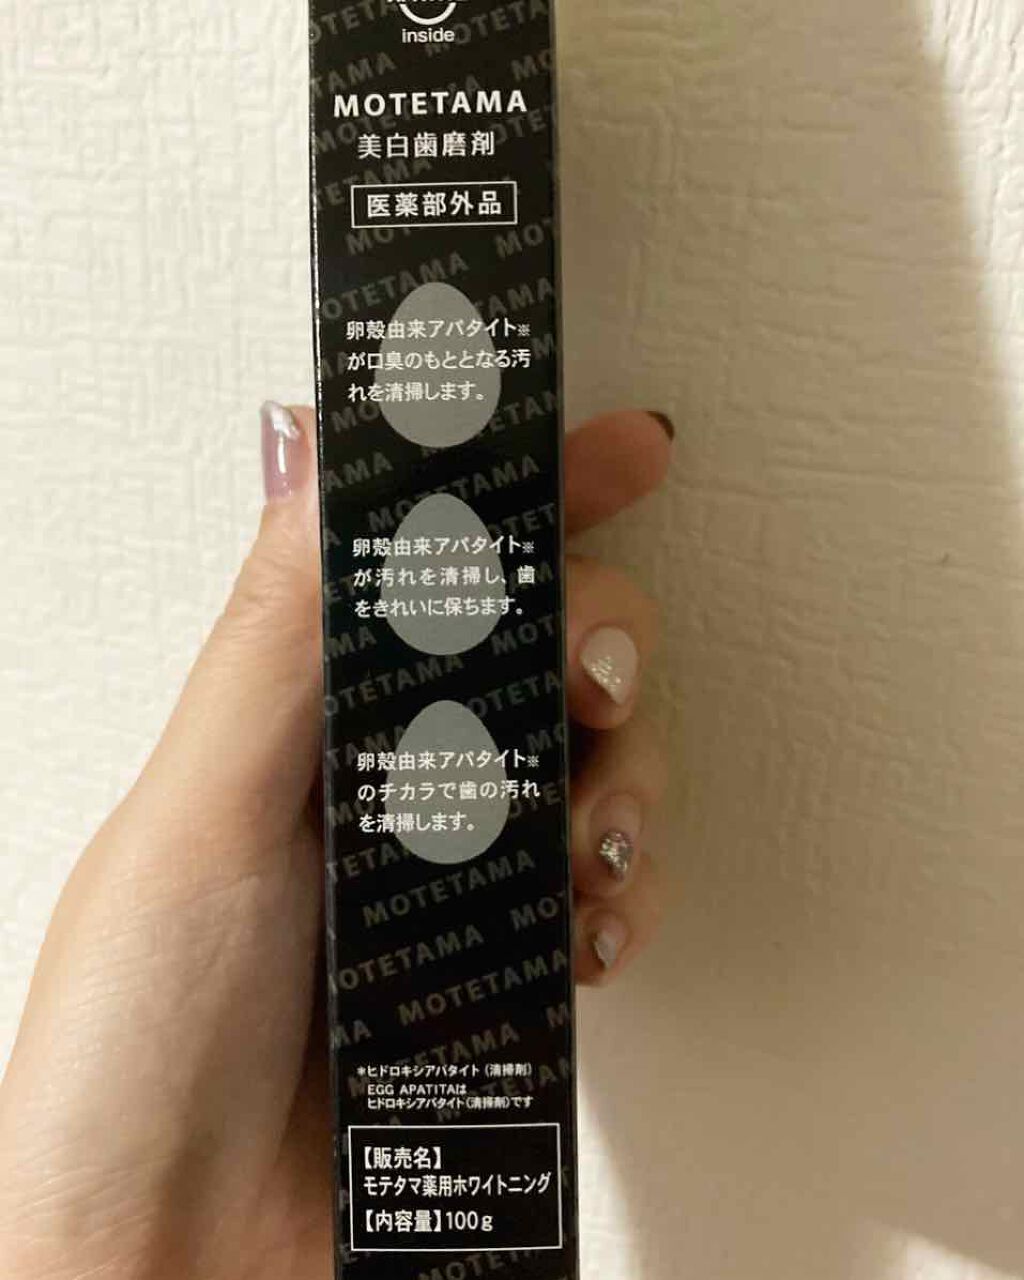 inside
MOTETAMA
美白歯磨剤
医薬部外品
卵殻由来アパタイト※
が口臭のもととなる汚
れを清掃します。
卵殻由来アパタイト※
が汚れを清掃し、歯
をきれいに保ちます。
卵殻由来アパタイト※
のチカラで歯の汚れ
を清掃します。
*ヒドロキシアパタイト(清掃剤)
EGG APATITAは
ヒドロキシアパタイト(清掃剤)です
【販売名】
モテタマ薬用ホワイトニング
【内容量】100g